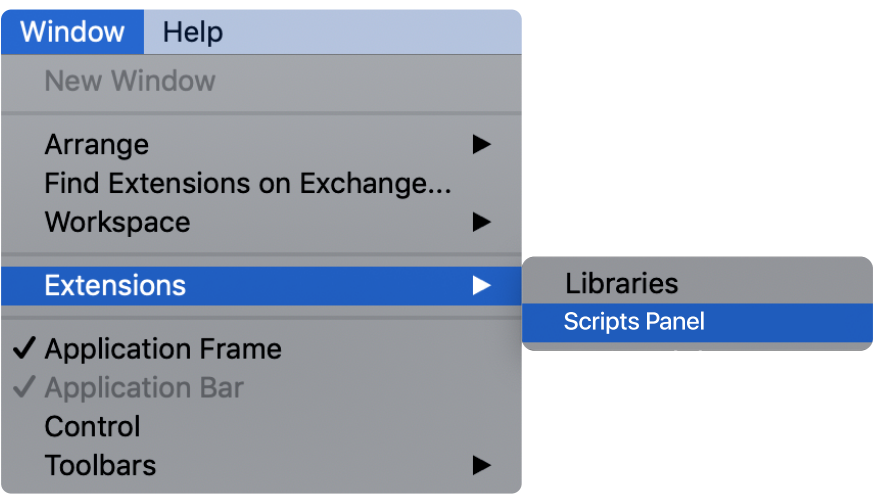 Window Help
New Window
Arrange
Find Extensions on Exchange...
Workspace
Extensions
Libraries
Scripts Panel
Application Frame
Application Bar
Control
Toolbars